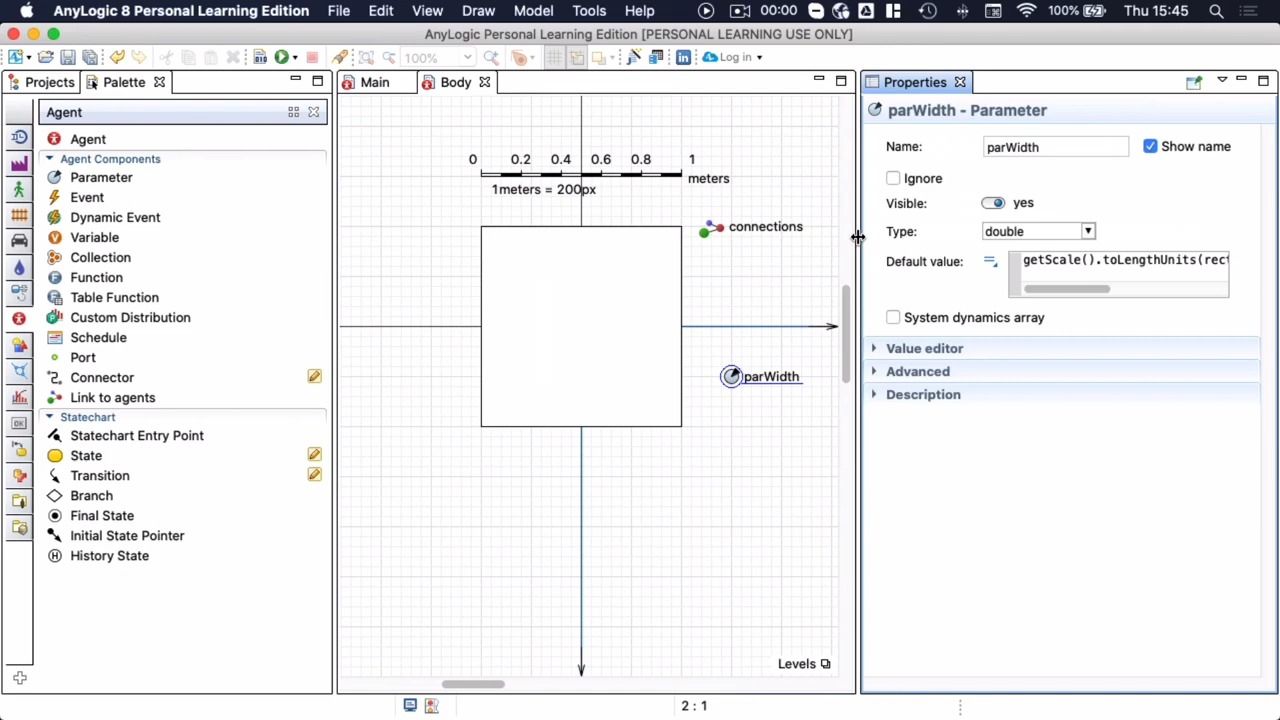 AnyLogic 8 Personal Learning Edition File Edit View Draw Model Tools Help 00:00 100% Thu 15:45
AnyLogic Personal Learning Edition [PERSONAL LEARNING USE ONLY]
100% Log in
Projects Palette
Main Body
Properties
Agent
Agent
Agent Components
Parameter
Event
Dynamic Event
Variable
Collection
Function
Table Function
Custom Distribution
Schedule
Port
Connector
Link to agents
Statechart
Statechart Entry Point
State
Transition
Branch
Final State
Initial State Pointer
History State
0 0.2 0.4 0.6 0.8 1
meters
1meters = 200px
connections
parWidth
Levels
parWidth - Parameter
Name: parWidth Show name
Ignore
Visible: yes
Type: double
Default value: getScale().toLengthUnits(rect
System dynamics array
Value editor
Advanced
Description
2 : 1